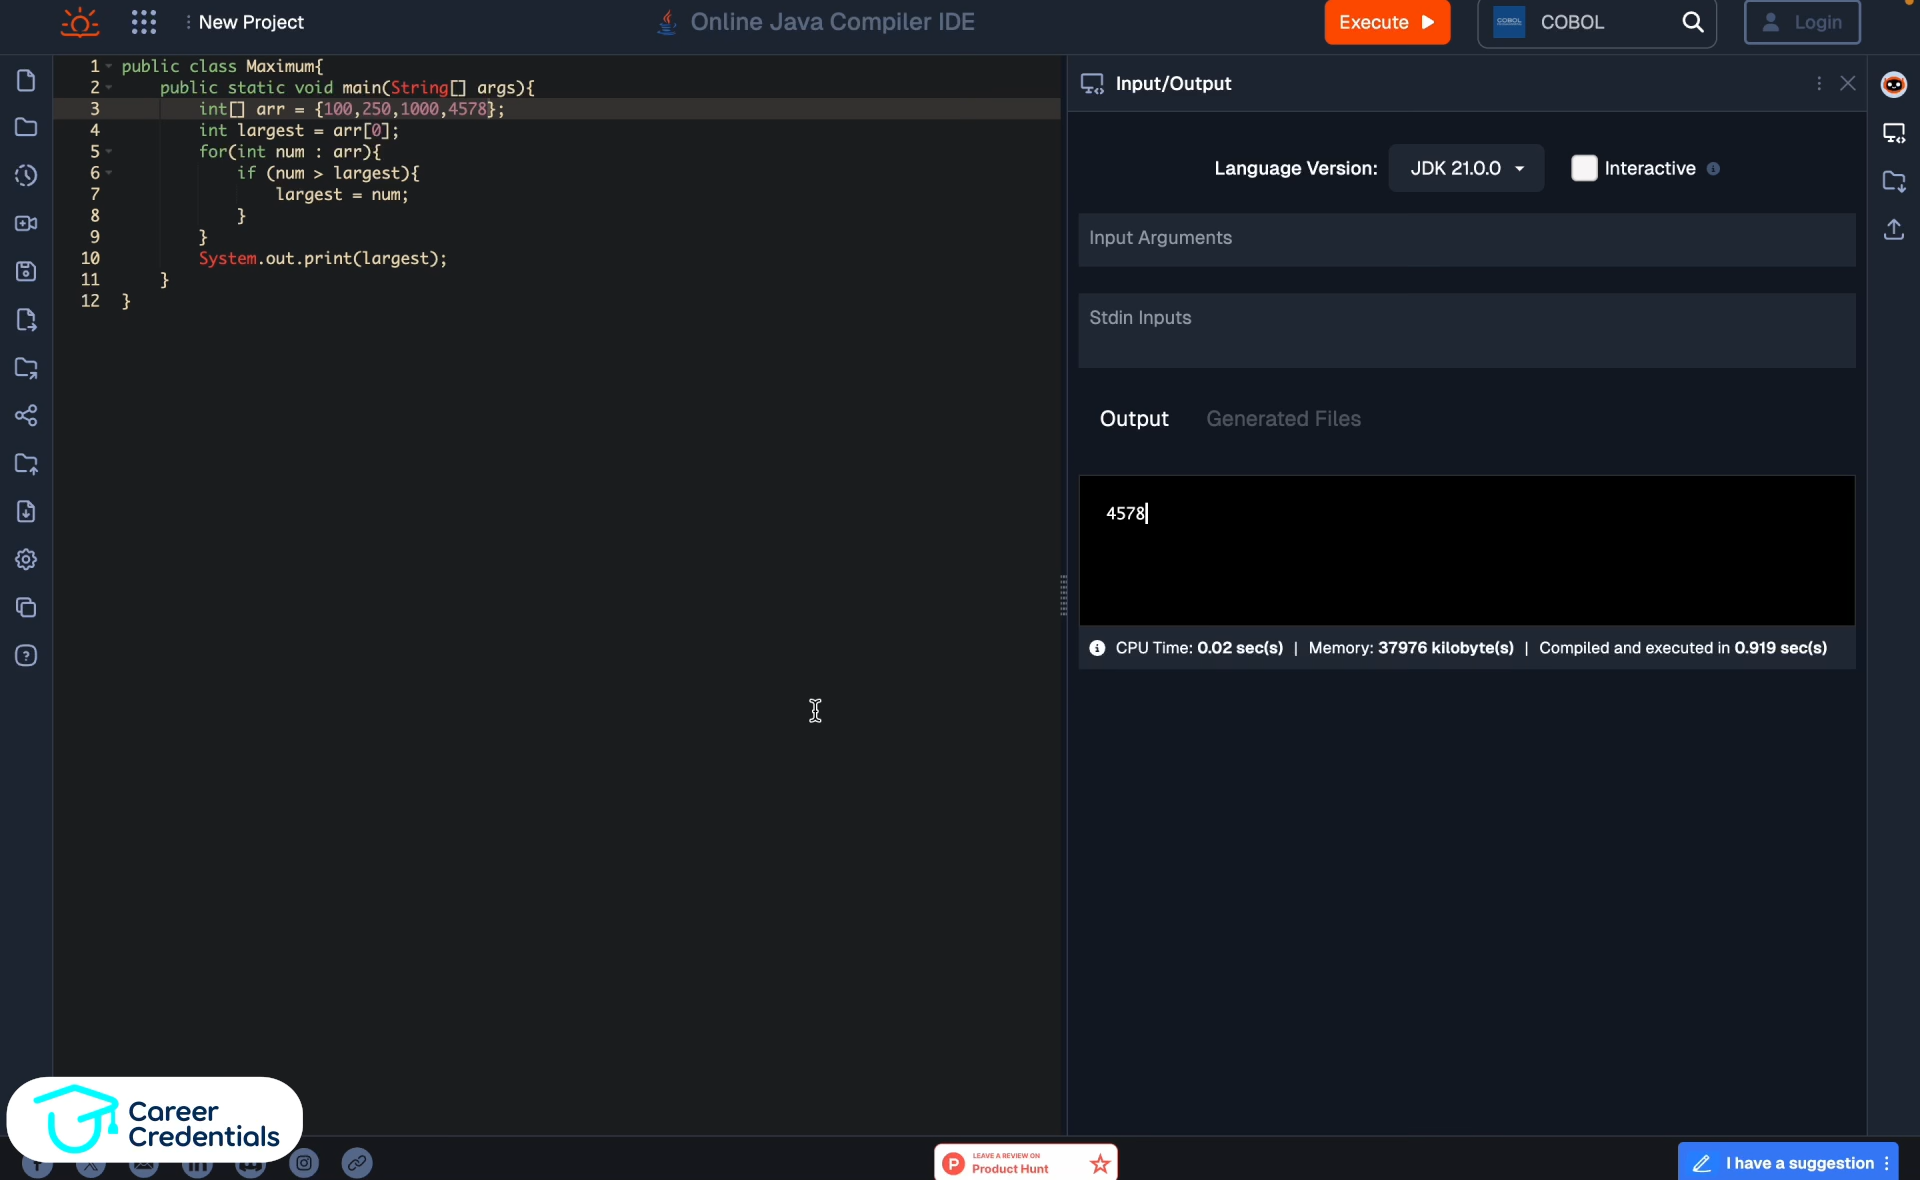 New Project
Online Java Compiler IDE
Execute
COBOL
COBOL
Login
1 public class Maximum{
2     public static void main(String[] args){
3         int[] arr = {100,250,1000,4578};
4         int largest = arr[0];
5         for(int num : arr){
6             if (num > largest){
7                 largest = num;
8             }
9         }
10         System.out.print(largest);
11     }
12 }
Input/Output
Language Version: JDK 21.0.0 Interactive
Input Arguments
Stdin Inputs
Output Generated Files
4578
CPU Time: 0.02 sec(s) | Memory: 37976 kilobyte(s) | Compiled and executed in 0.919 sec(s)
Career
Credentials
LEAVE A REVIEW ON
P Product Hunt
I have a suggestion